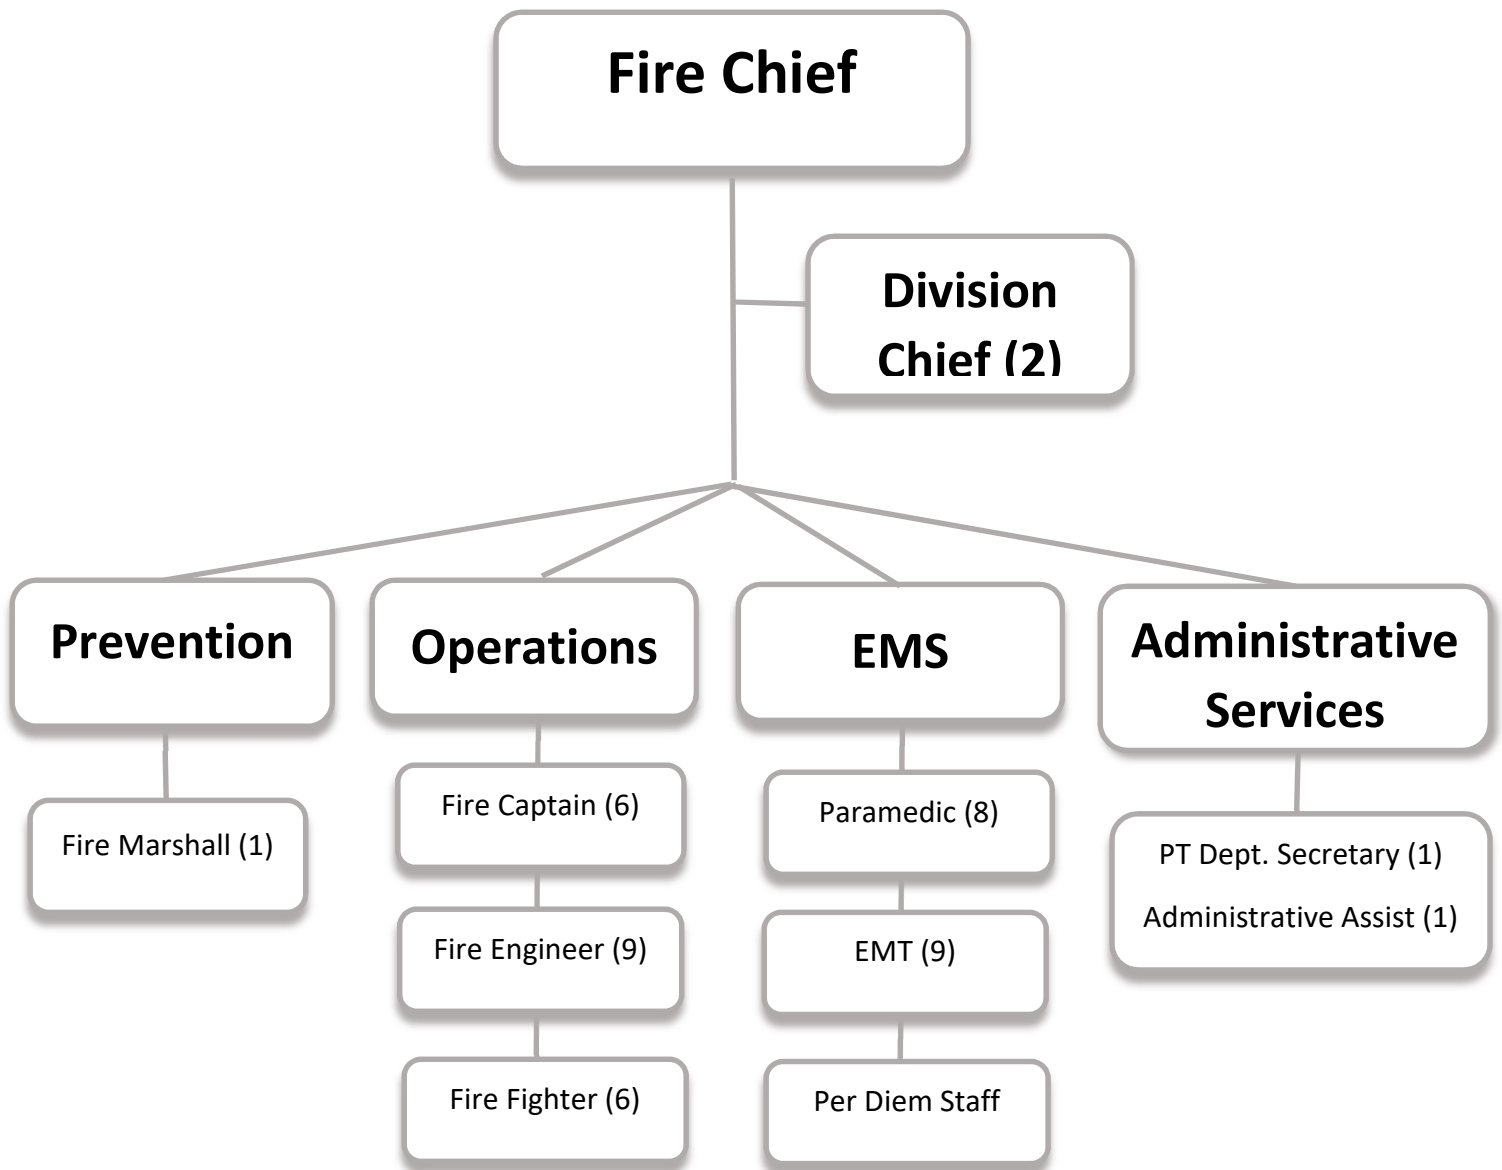 Fire Chief
Division
Chief (2)
Prevention
Operations
EMS
Administrative
Services
Fire Marshall (1)
Fire Captain (6)
Fire Engineer (9)
Fire Fighter (6)
Paramedic (8)
EMT (9)
Per Diem Staff
PT Dept. Secretary (1)
Administrative Assist (1)